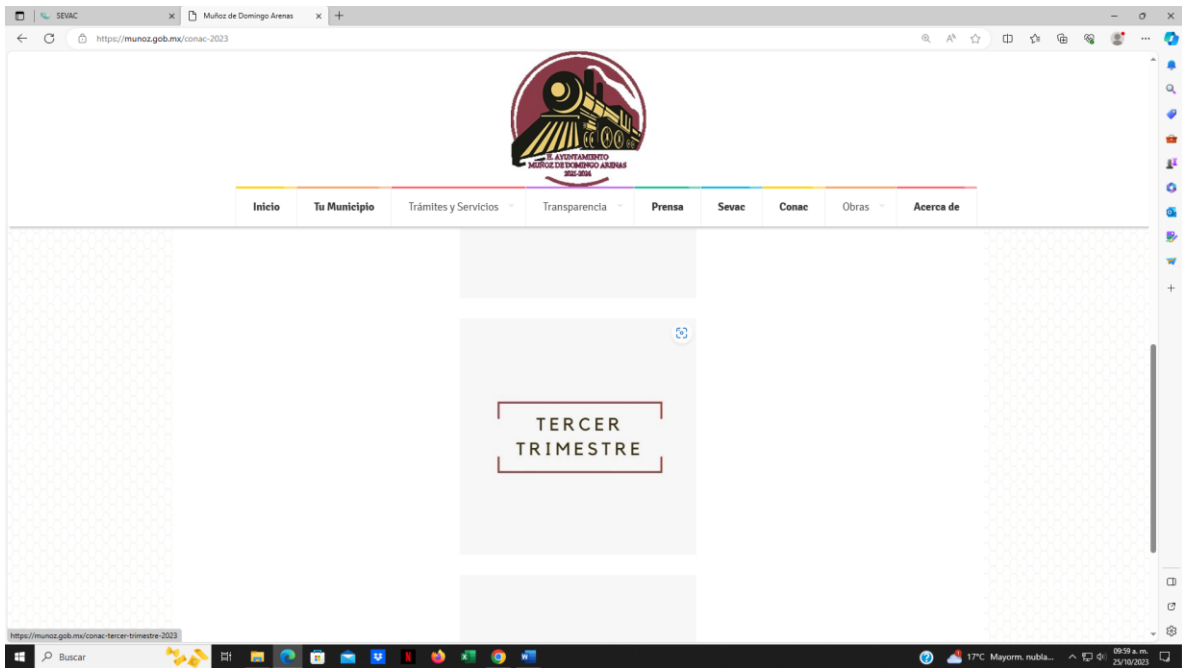 SEVAC
Muñoz de Domingo Arenas
https://munoz.gob.mx/conac-2023
H. AYUNTAMIENTO
MUÑOZ DE DOMINGO ARENAS
2021-2024
Inicio Tu Municipio Trámites y Servicios Transparencia Prensa Sevac Conac Obras Acerca de
TERCER
TRIMESTRE
https://munoz.gob.mx/conac-tercer-trimestre-2023
Buscar
17°C Mayorm. nubla...
09:59 a. m.
25/10/2023